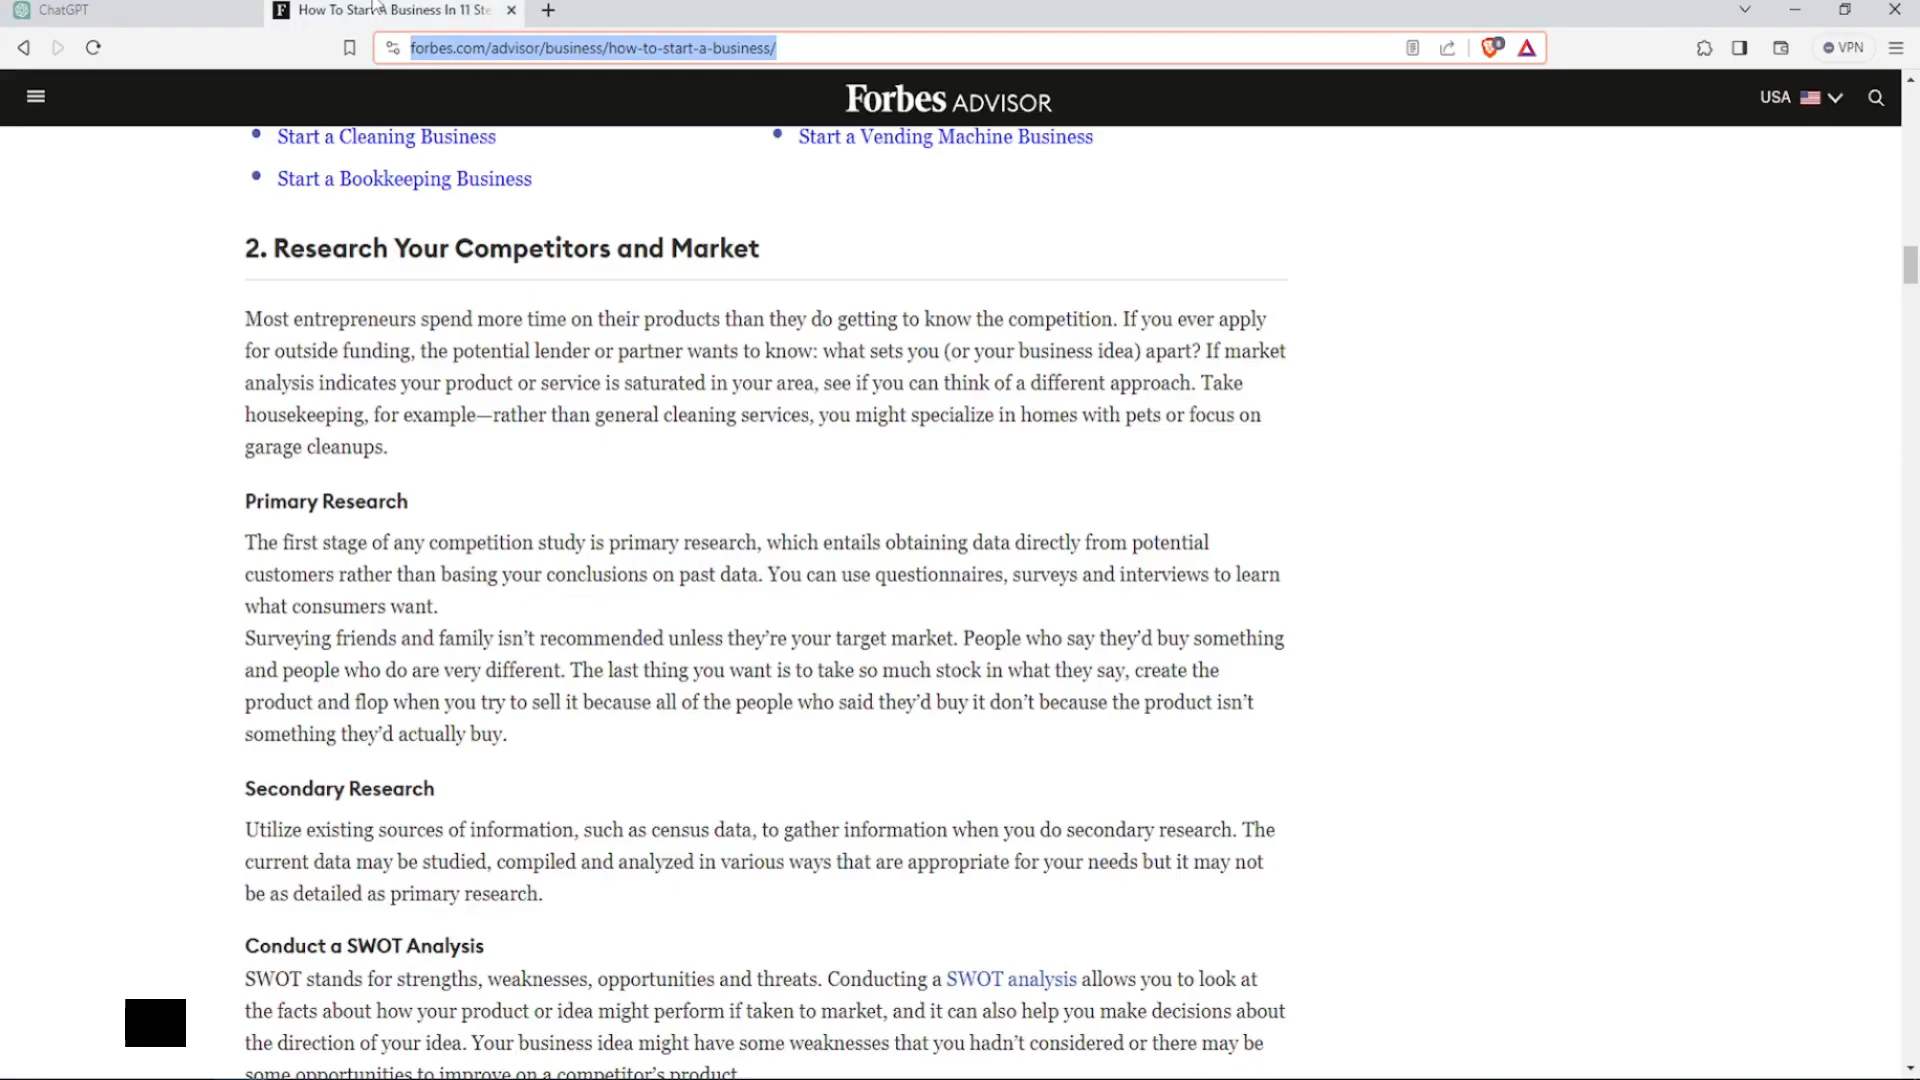 ChatGPT
How To Start A Business In 11 Ste
forbes.com/advisor/business/how-to-start-a-business/
VPN
Forbes ADVISOR
USA
Start a Cleaning Business
Start a Vending Machine Business
Start a Bookkeeping Business
2. Research Your Competitors and Market
Most entrepreneurs spend more time on their products than they do getting to know the competition. If you ever apply
for outside funding, the potential lender or partner wants to know: what sets you (or your business idea) apart? If market
analysis indicates your product or service is saturated in your area, see if you can think of a different approach. Take
housekeeping, for example—rather than general cleaning services, you might specialize in homes with pets or focus on
garage cleanups.
Primary Research
The first stage of any competition study is primary research, which entails obtaining data directly from potential
customers rather than basing your conclusions on past data. You can use questionnaires, surveys and interviews to learn
what consumers want.
Surveying friends and family isn’t recommended unless they’re your target market. People who say they’d buy something
and people who do are very different. The last thing you want is to take so much stock in what they say, create the
product and flop when you try to sell it because all of the people who said they’d buy it don’t because the product isn’t
something they’d actually buy.
Secondary Research
Utilize existing sources of information, such as census data, to gather information when you do secondary research. The
current data may be studied, compiled and analyzed in various ways that are appropriate for your needs but it may not
be as detailed as primary research.
Conduct a SWOT Analysis
SWOT stands for strengths, weaknesses, opportunities and threats. Conducting a SWOT analysis allows you to look at
the facts about how your product or idea might perform if taken to market, and it can also help you make decisions about
the direction of your idea. Your business idea might have some weaknesses that you hadn’t considered or there may be
some opportunities to improve on a competitor’s product.